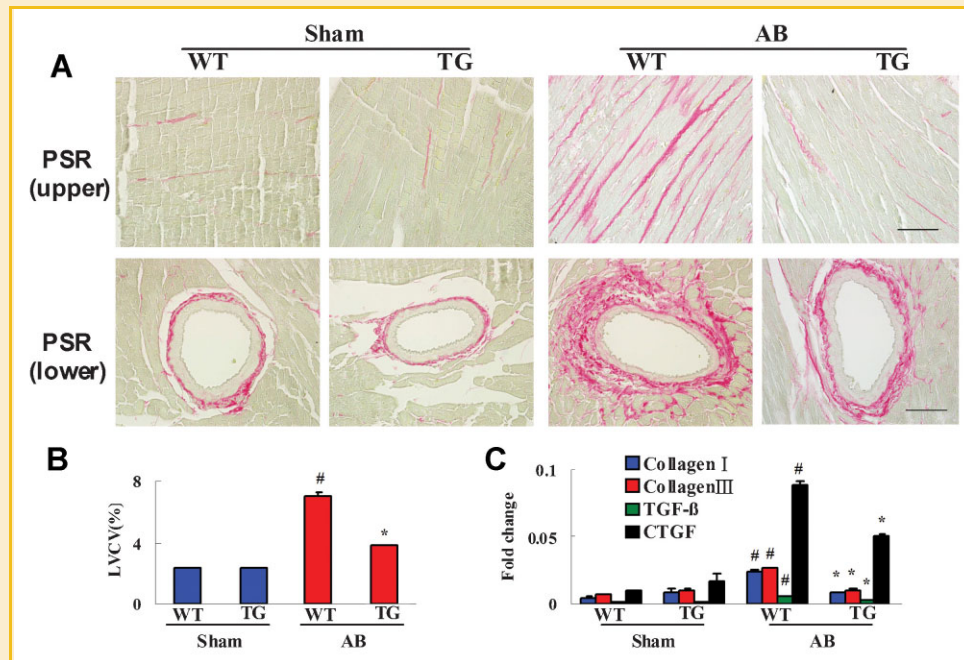 Sham AB
A WT TG WT TG
PSR
(upper)
PSR
(lower)
B
LVCV(%)
8
4
0
#
*
WT TG WT TG
Sham AB
C
Fold change
0.1
0.05
0
Collagen I
CollagenIII
TGF-ß
CTGF
# # # #
* * * *
WT TG WT TG
Sham AB